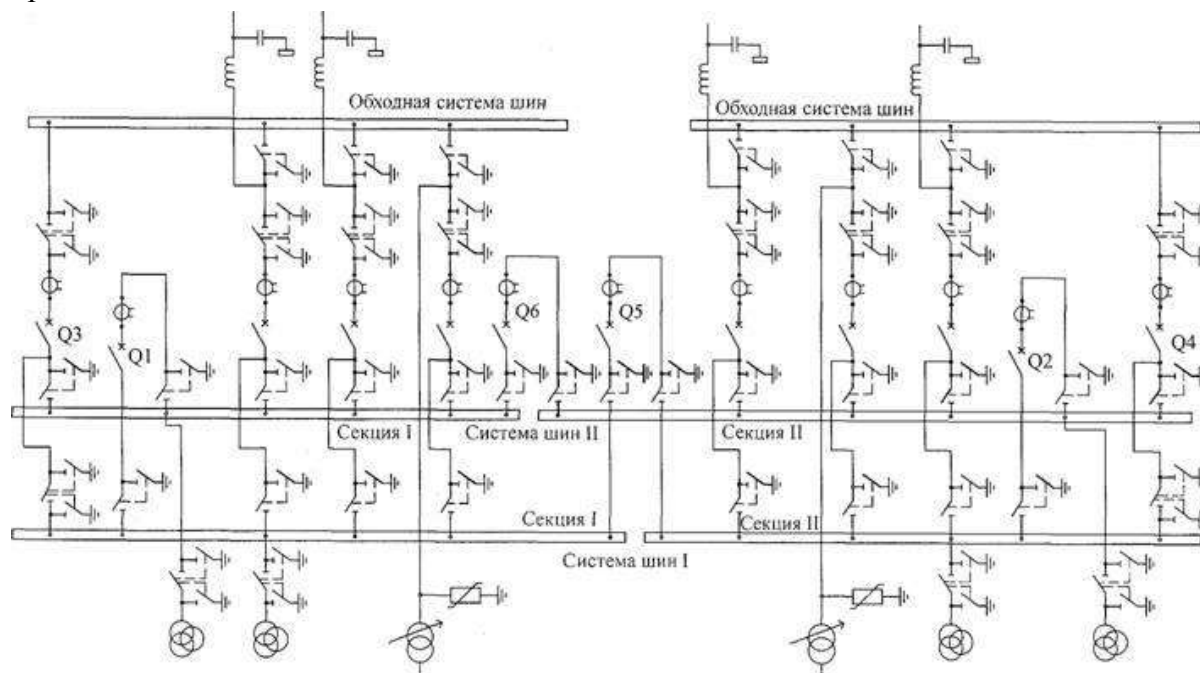 Обходная система шин
Обходная система шин
Q3
Q1
Q6
Q5
Q2
Q4
Секция I
Система шин II
Секция II
Секция I
Секция II
Система шин I